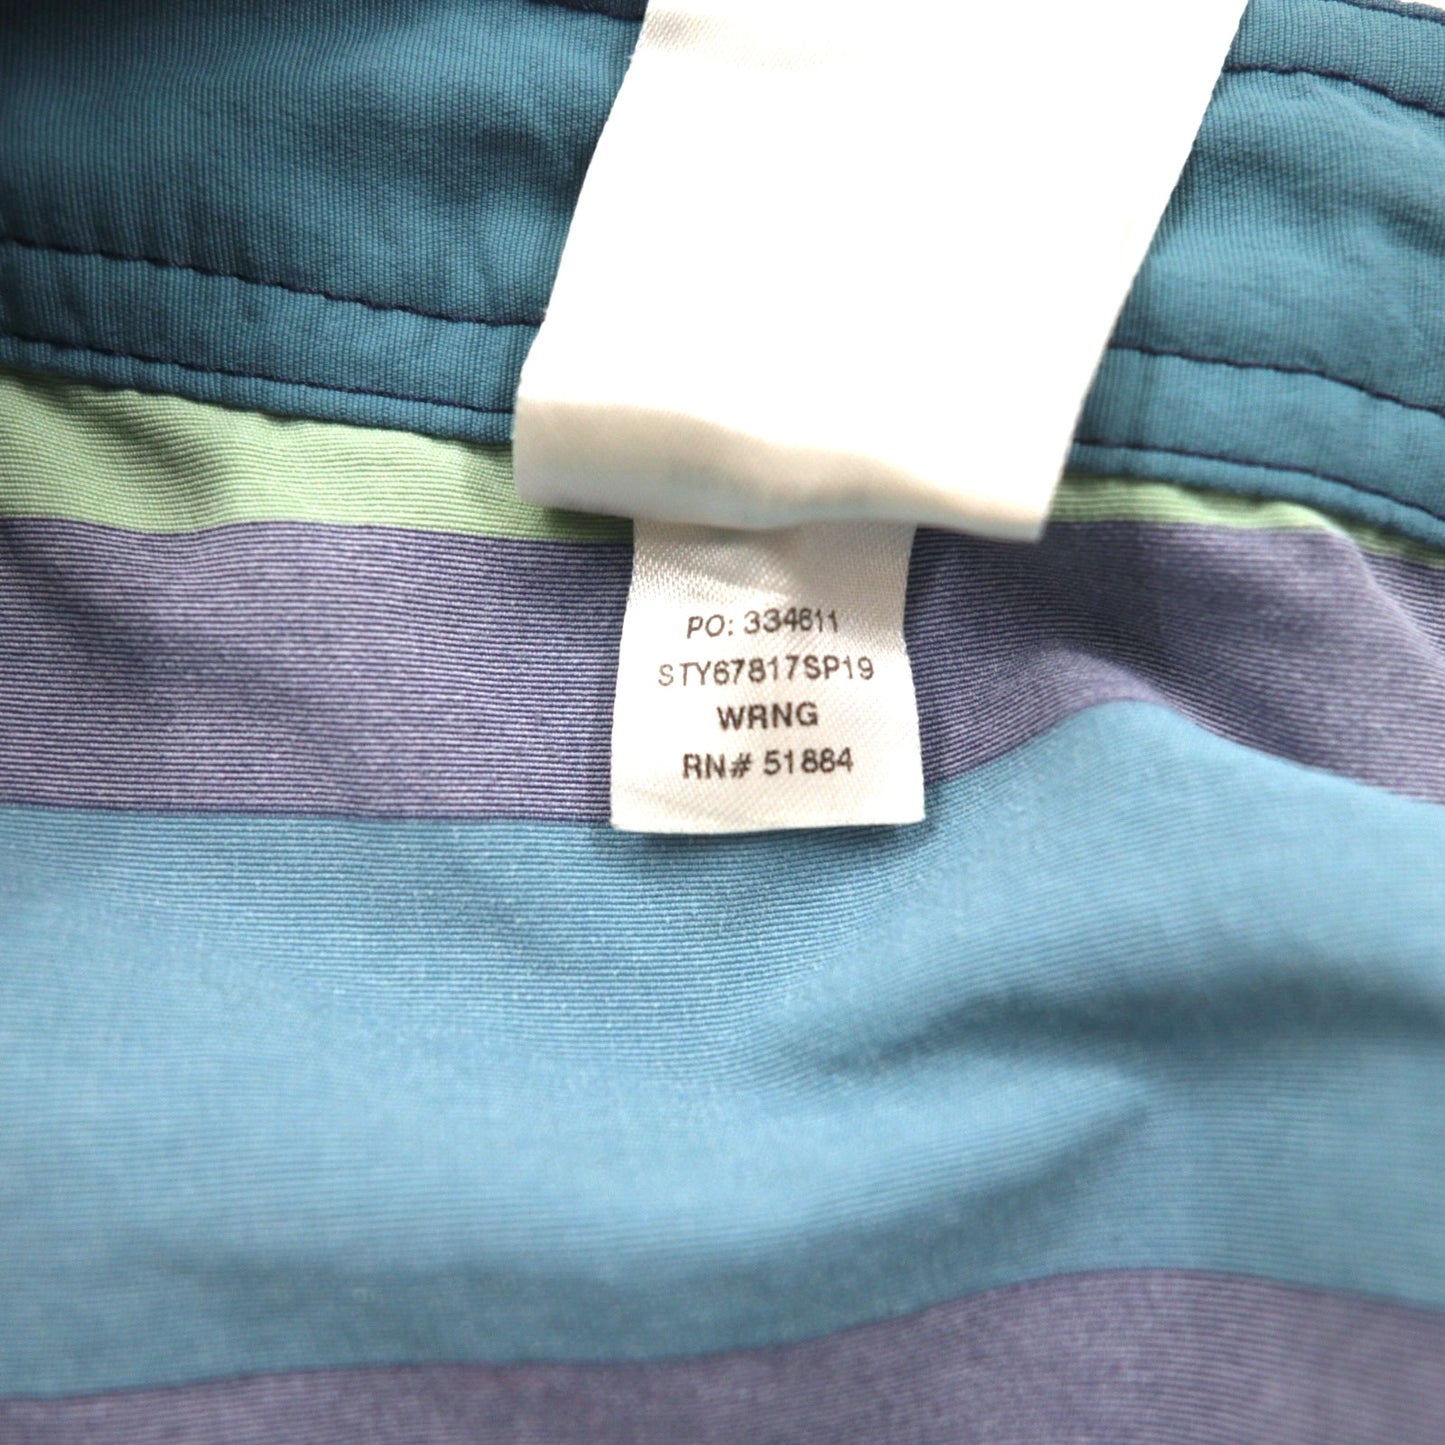 PO: 334611
STY67817SP19
WRNG
RN# 51884